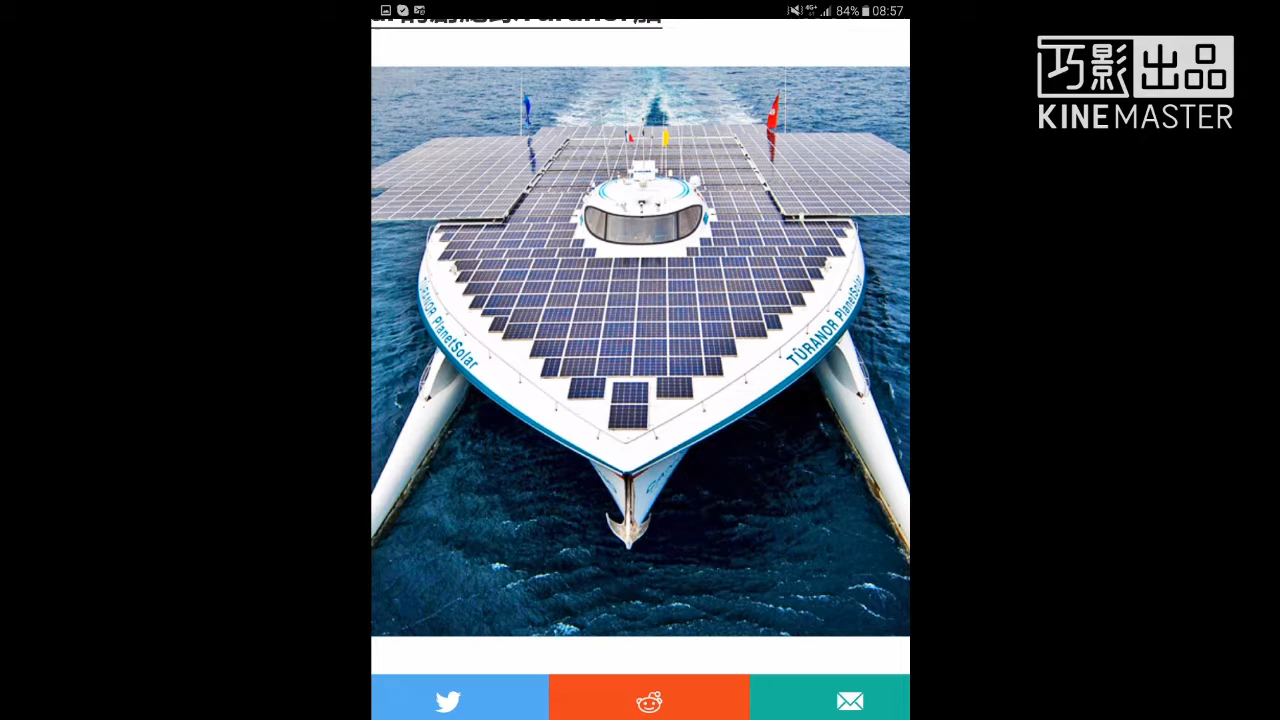 84% 08:57
巧影出品
KINEMASTER
TÛRANOR PlanetSolar
TÛRANOR PlanetSolar